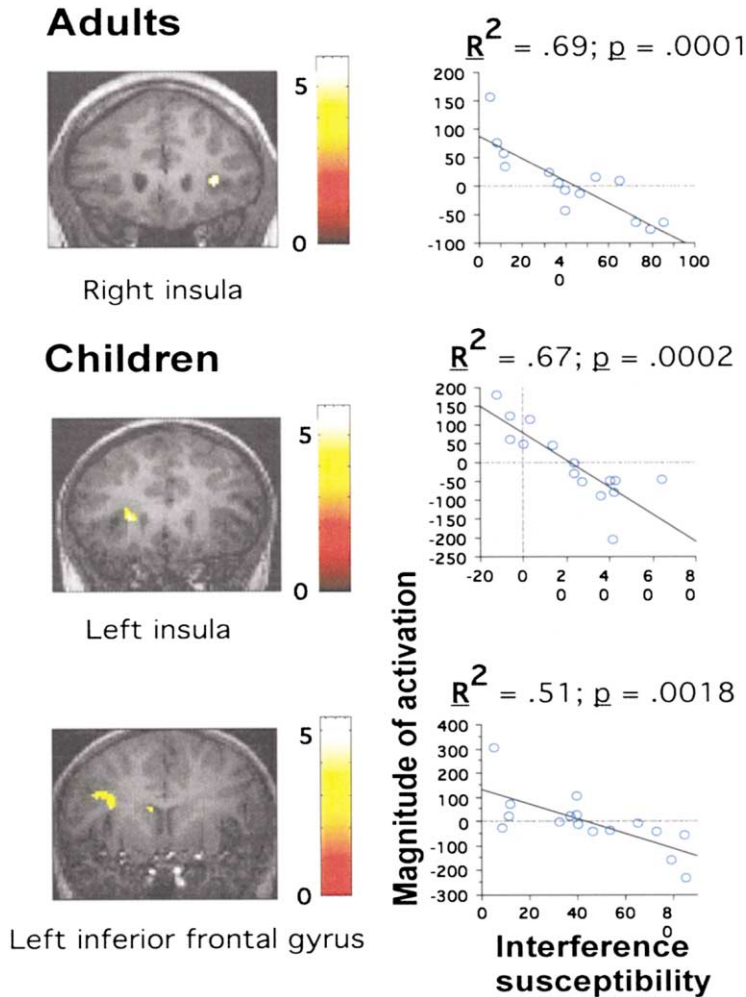 Adults
R² = .69; p = .0001
5
0
200
150
100
50
0
-50
-100
0 20 4 60 80 100
0 0
Right insula
Children
R² = .67; p = .0002
5
0
200
150
100
50
0
-50
-100
-150
-200
-250
-20 0 2 4 6 8
0 0 0 0
Left insula
Magnitude of activation
R² = .51; p = .0018
5
0
400
300
200
100
0
-100
-200
-300
0 20 40 60 8
0
Left inferior frontal gyrus
Interference
susceptibility